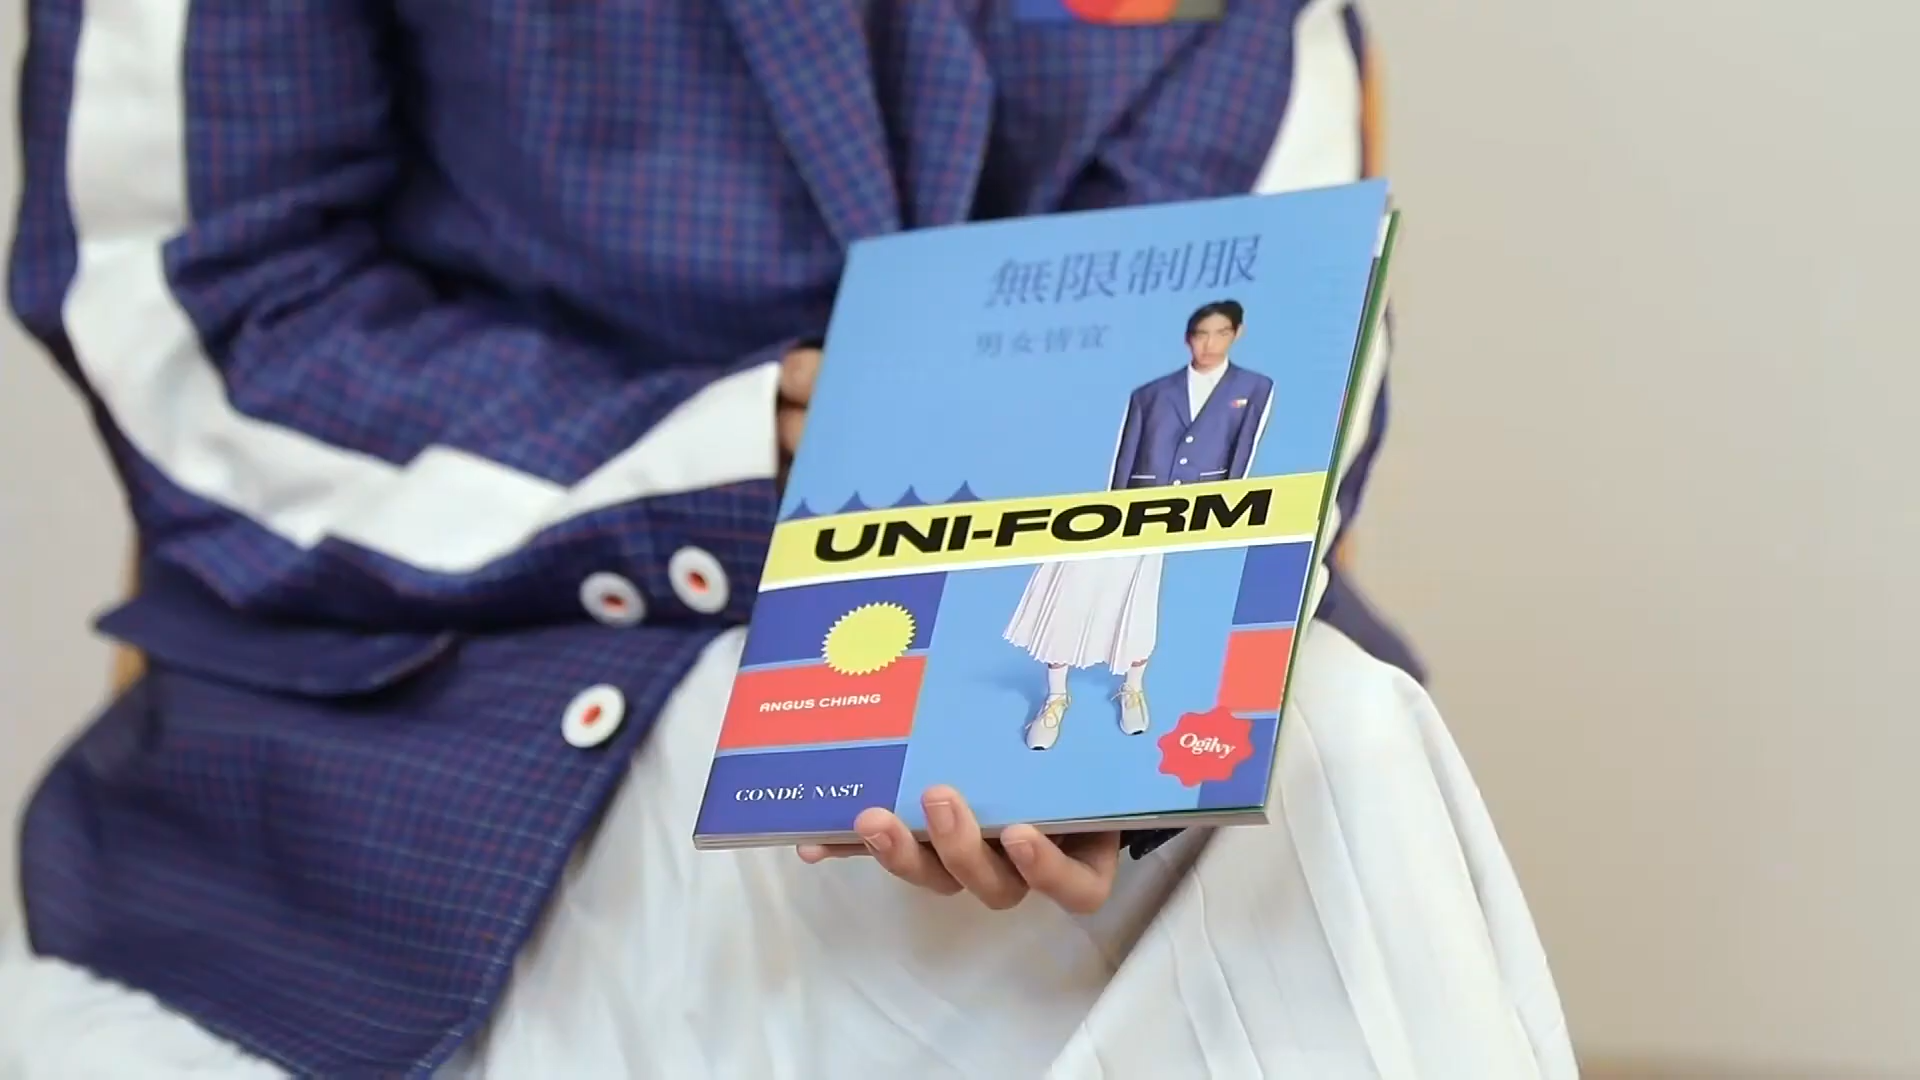 無限制服
男女皆宜
UNI-FORM
ANGUS CHIANG
CONDÉ NAST
Ogilvy